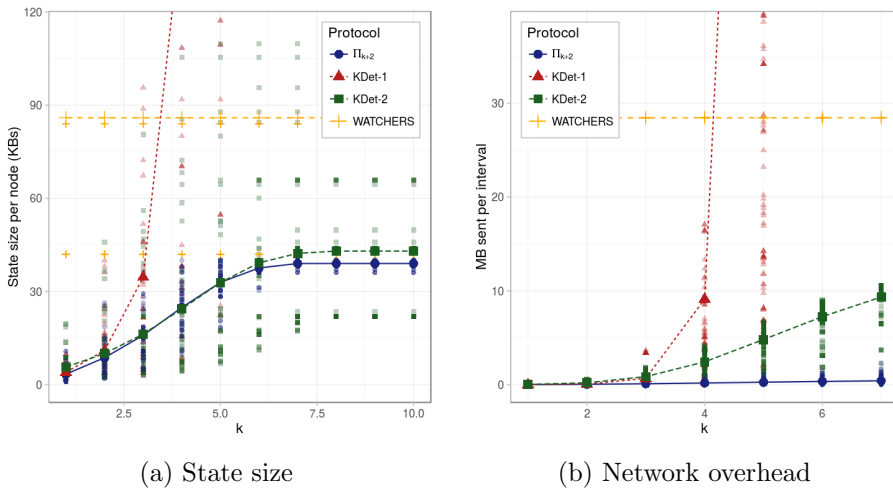 120
90
60
30
0
State size per node (KBs)
2.5
5.0
7.5
10.0
k
Protocol
Πk+2
KDet-1
KDet-2
WATCHERS
(a) State size
30
20
10
0
MB sent per interval
2
4
6
k
Protocol
Πk+2
KDet-1
KDet-2
WATCHERS
(b) Network overhead